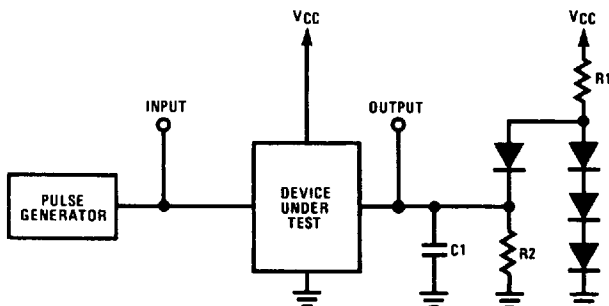 VCC
VCC
R1
INPUT
OUTPUT
PULSE
GENERATOR
DEVICE
UNDER
TEST
C1
R2